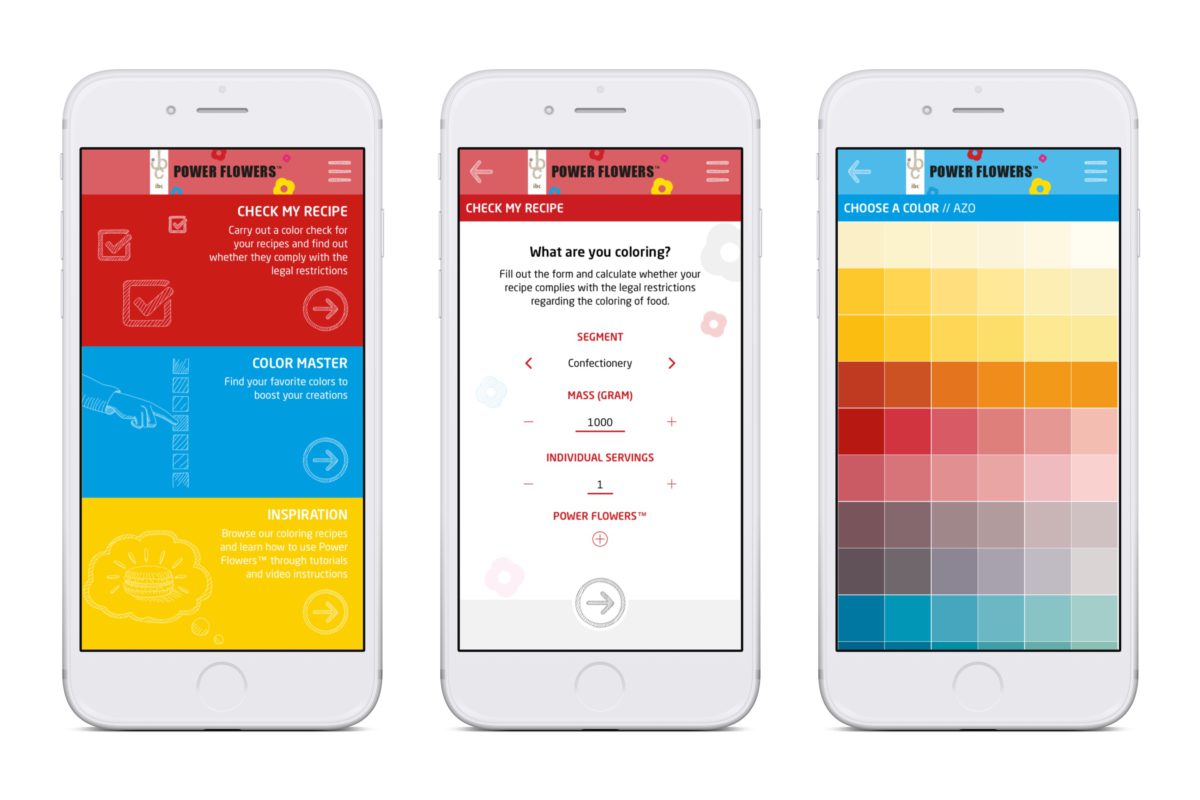 ibc
POWER FLOWERS™
CHECK MY RECIPE
Carry out a color check for
your recipes and find out
whether they comply with the
legal restrictions
COLOR MASTER
Find your favorite colors to
boost your creations
INSPIRATION
Browse our coloring recipes
and learn how to use Power
Flowers™ through tutorials
and video instructions
ibc
POWER FLOWERS™
CHECK MY RECIPE
What are you coloring?
Fill out the form and calculate whether your
recipe complies with the legal restrictions
regarding the coloring of food.
SEGMENT
Confectionery
MASS (GRAM)
− 1000 +
INDIVIDUAL SERVINGS
− 1 +
POWER FLOWERS™
ibc
POWER FLOWERS™
CHOOSE A COLOR // AZO